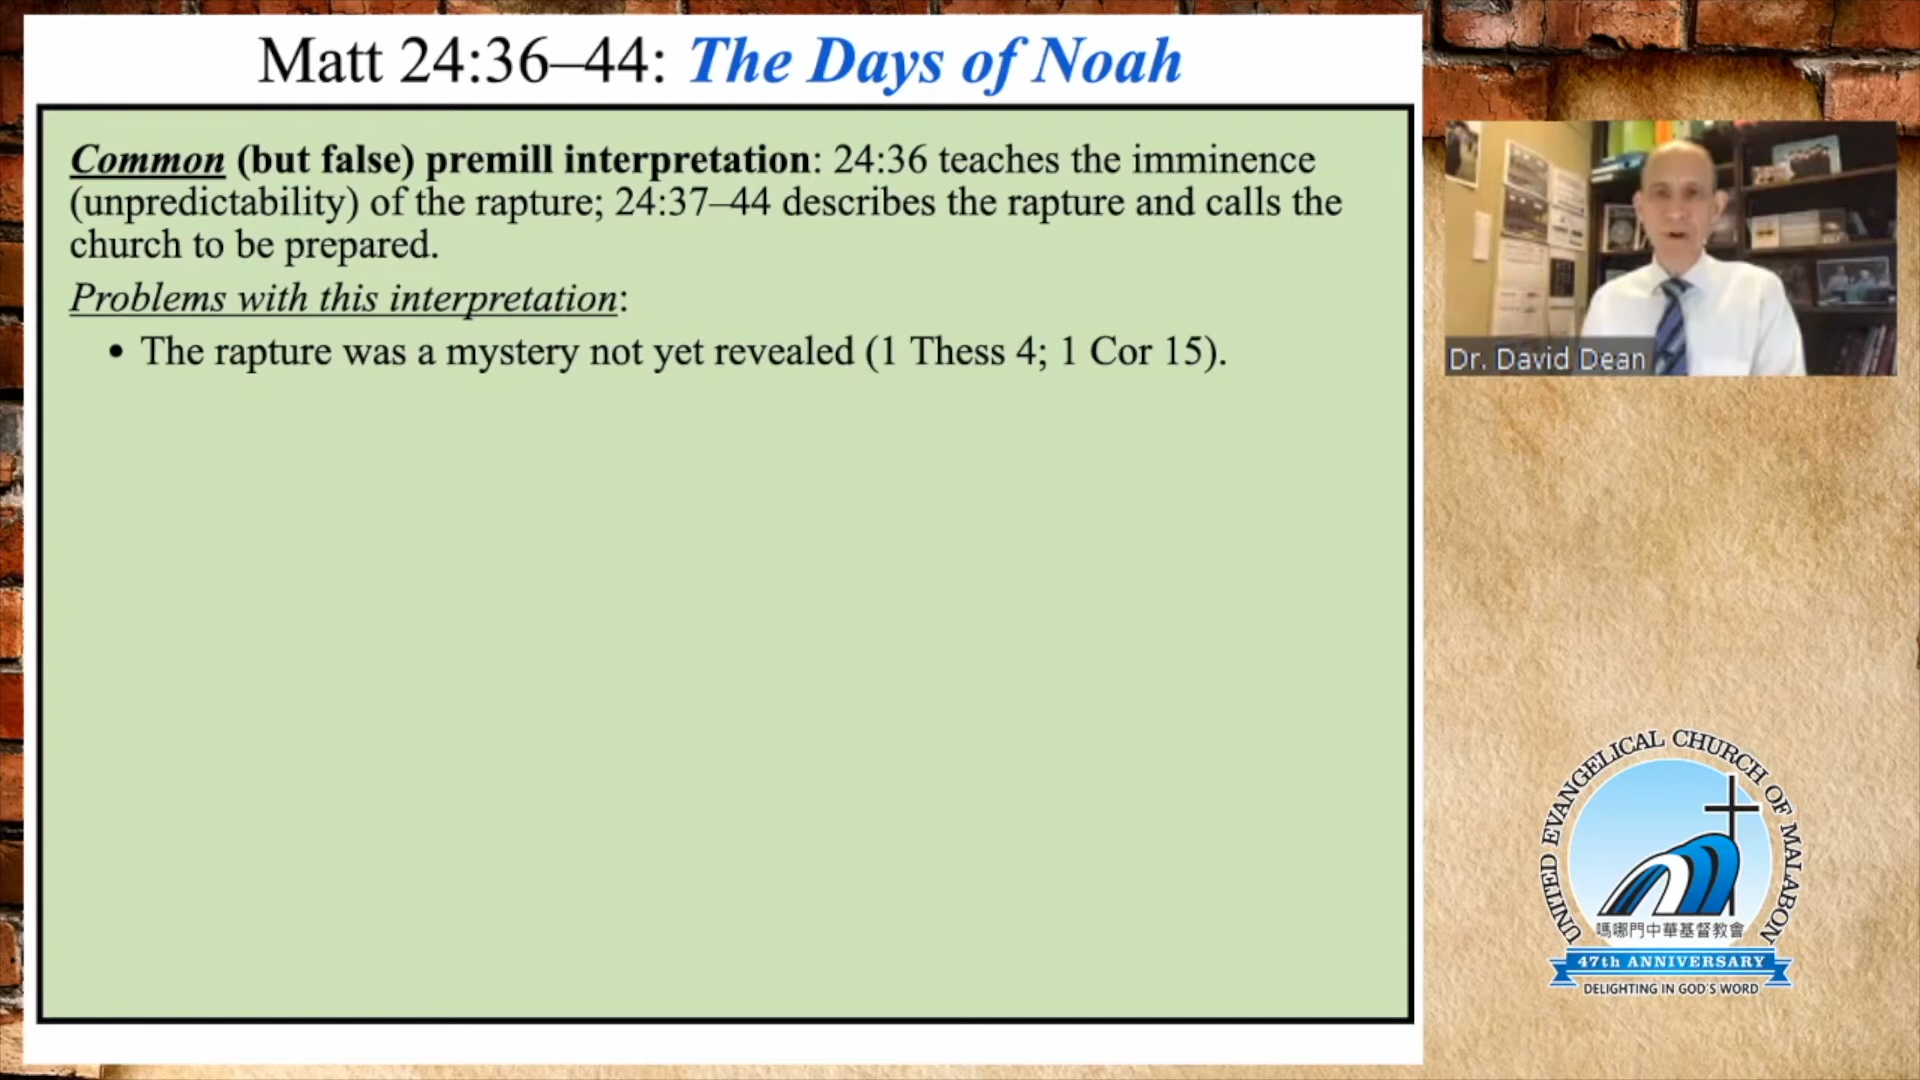 Matt 24:36–44: The Days of Noah
Common (but false) premill interpretation: 24:36 teaches the imminence
(unpredictability) of the rapture; 24:37–44 describes the rapture and calls the
church to be prepared.
Problems with this interpretation:
• The rapture was a mystery not yet revealed (1 Thess 4; 1 Cor 15).
Dr. David Dean
UNITED EVANGELICAL CHURCH OF MALABON
嗎哪門中華基督教會
47th ANNIVERSARY
DELIGHTING IN GOD'S WORD